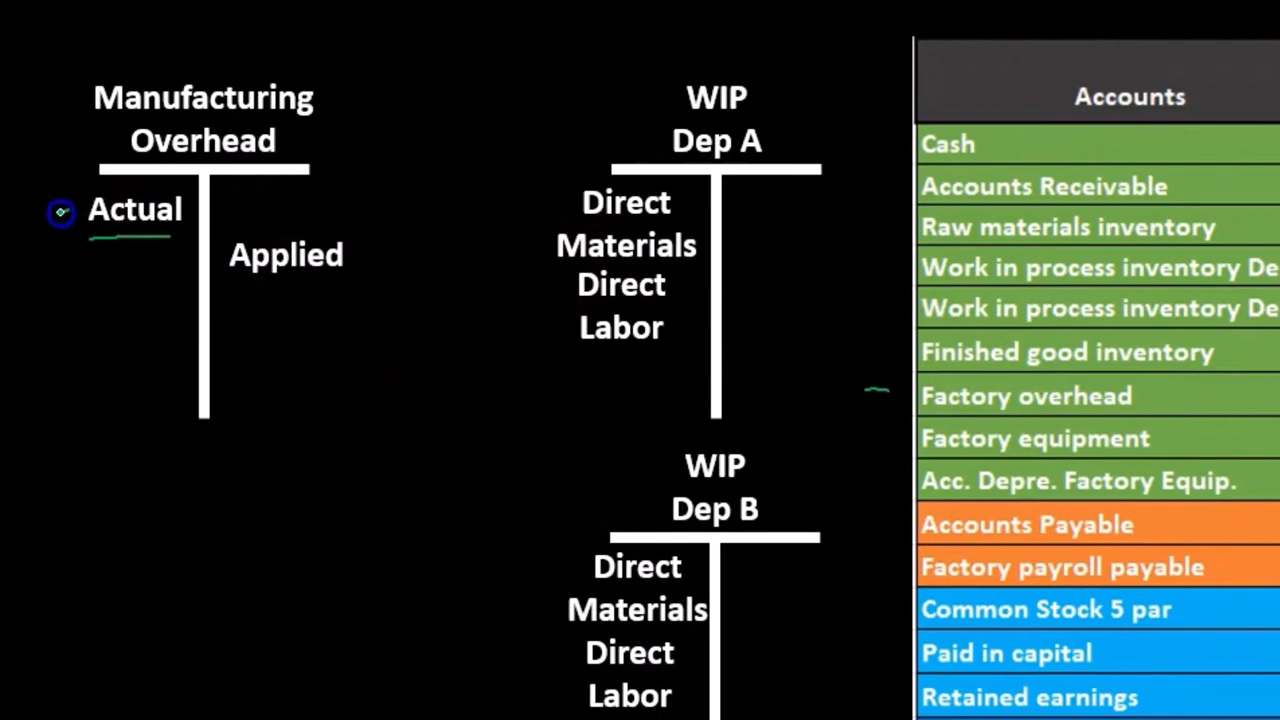 Manufacturing
Overhead
Actual
Applied
WIP
Dep A
Direct
Materials
Direct
Labor
WIP
Dep B
Direct
Materials
Direct
Labor
Accounts
Cash
Accounts Receivable
Raw materials inventory
Work in process inventory De
Work in process inventory De
Finished good inventory
Factory overhead
Factory equipment
Acc. Depre. Factory Equip.
Accounts Payable
Factory payroll payable
Common Stock 5 par
Paid in capital
Retained earnings